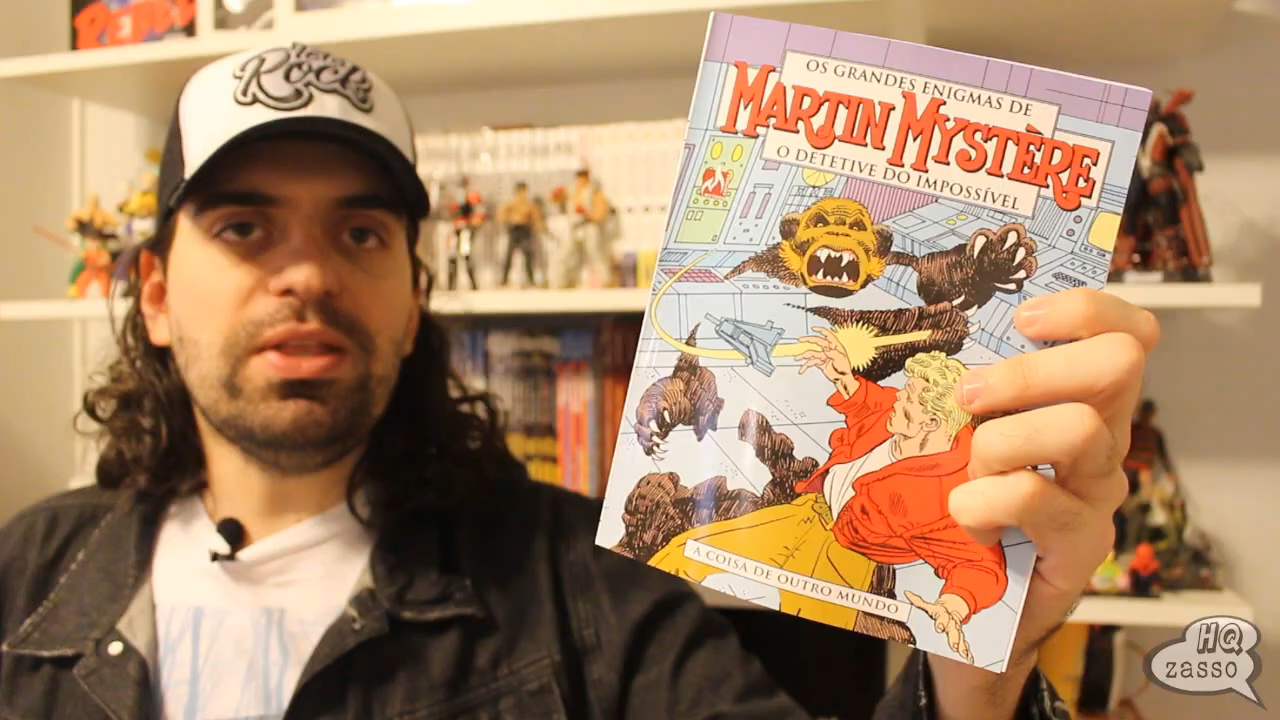 Rock
OS GRANDES ENIGMAS DE
MARTIN MYSTÈRE
O DETETIVE DO IMPOSSÍVEL
A COISA DE OUTRO MUNDO
HQ
zasso